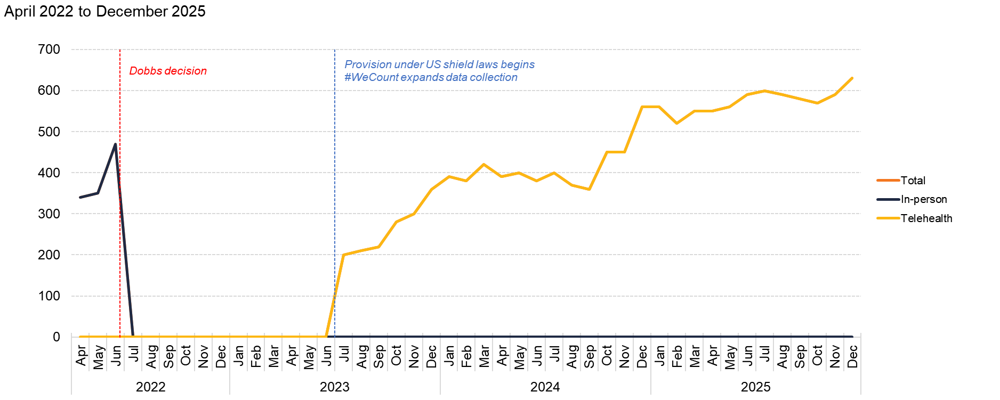 April 2022 to December 2025
700
600
500
400
300
200
100
0
Dobbs decision
Provision under US shield laws begins
#WeCount expands data collection
Total
In-person
Telehealth
Apr May Jun Jul Aug Sep Oct Nov Dec Jan Feb Mar Apr May Jun Jul Aug Sep Oct Nov Dec Jan Feb Mar Apr May Jun Jul Aug Sep Oct Nov Dec Jan Feb Mar Apr May Jun Jul Aug Sep Oct Nov Dec
2022 2023 2024 2025